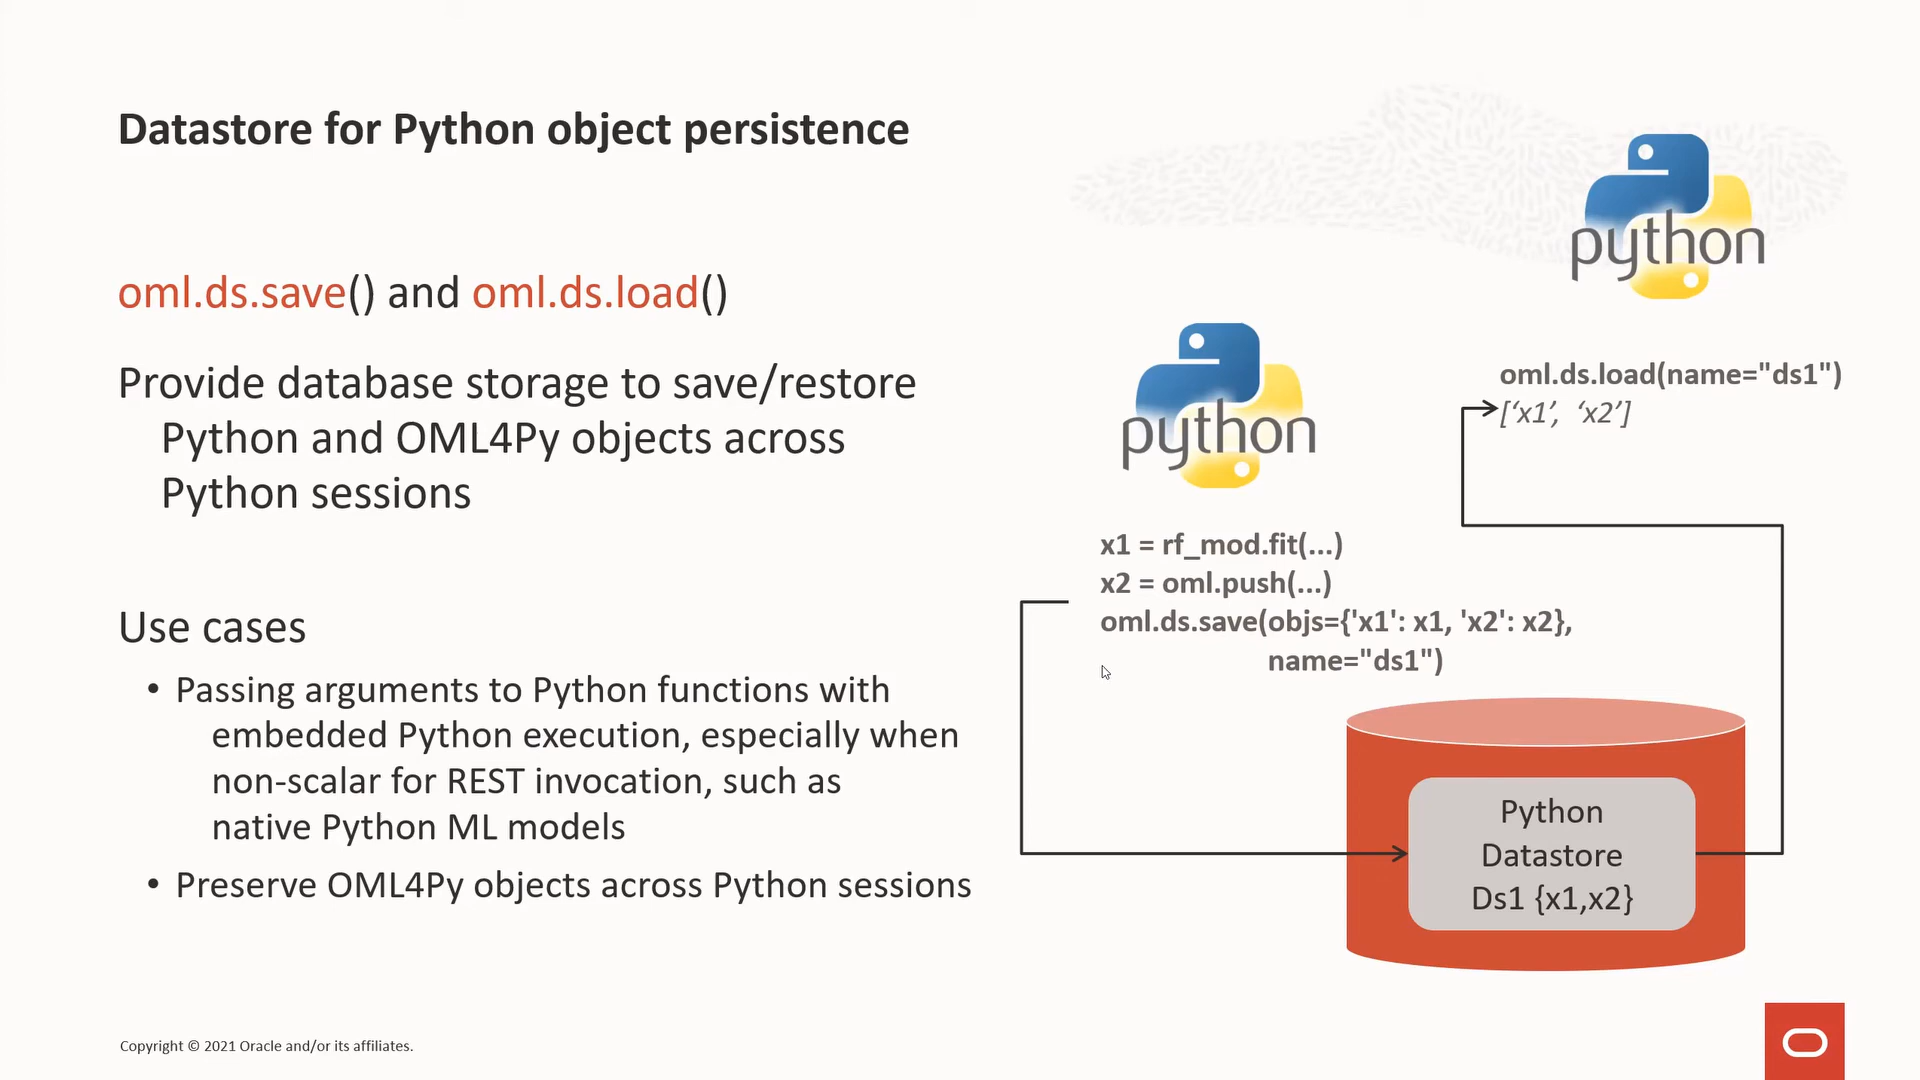 Datastore for Python object persistence
oml.ds.save() and oml.ds.load()
Provide database storage to save/restore
Python and OML4Py objects across
Python sessions
Use cases
• Passing arguments to Python functions with
embedded Python execution, especially when
non-scalar for REST invocation, such as
native Python ML models
• Preserve OML4Py objects across Python sessions
python
python
oml.ds.load(name="ds1")
[‘x1’, ‘x2’]
x1 = rf_mod.fit(...)
x2 = oml.push(...)
oml.ds.save(objs={'x1': x1, 'x2': x2},
name="ds1")
Python
Datastore
Ds1 {x1,x2}
Copyright © 2021 Oracle and/or its affiliates.